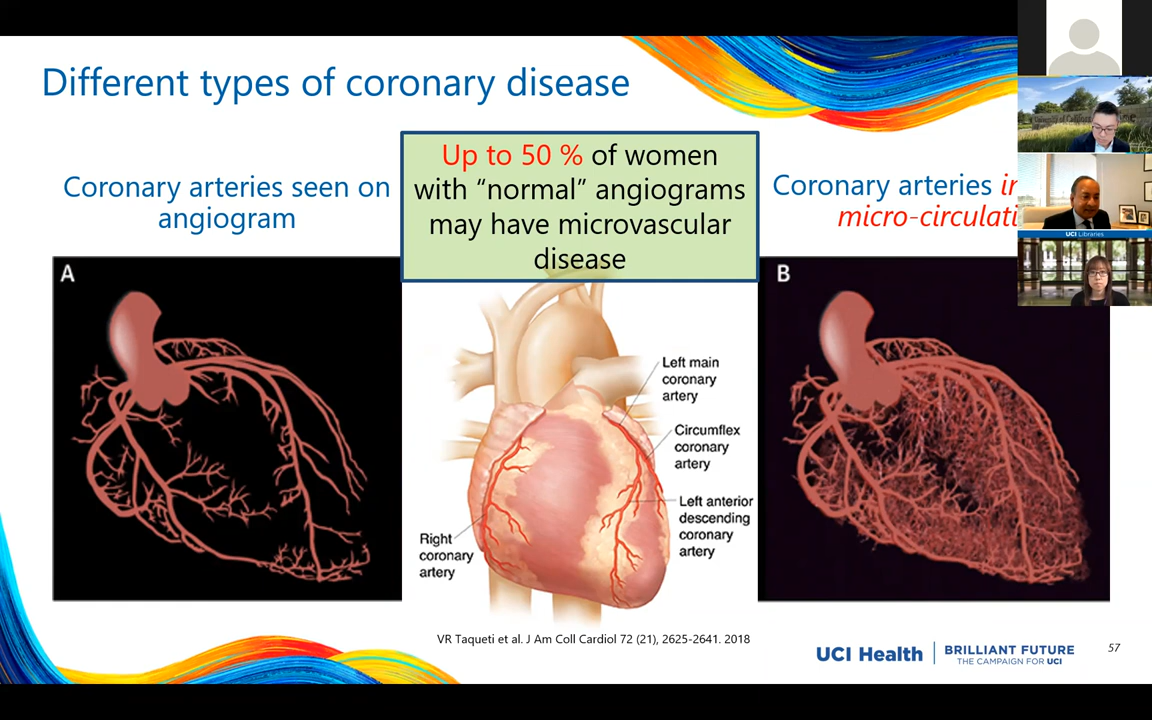 Different types of coronary disease
Coronary arteries seen on
angiogram
Up to 50 % of women
with “normal” angiograms
may have microvascular
disease
Coronary arteries
A
B
Left main
coronary
artery
Circumflex
coronary
artery
Left anterior
descending
coronary
artery
Right
coronary
artery
VR Taqueti et al. J Am Coll Cardiol 72 (21), 2625-2641. 2018
UCI Health
BRILLIANT FUTURE
THE CAMPAIGN FOR UCI
57
UCI Libraries